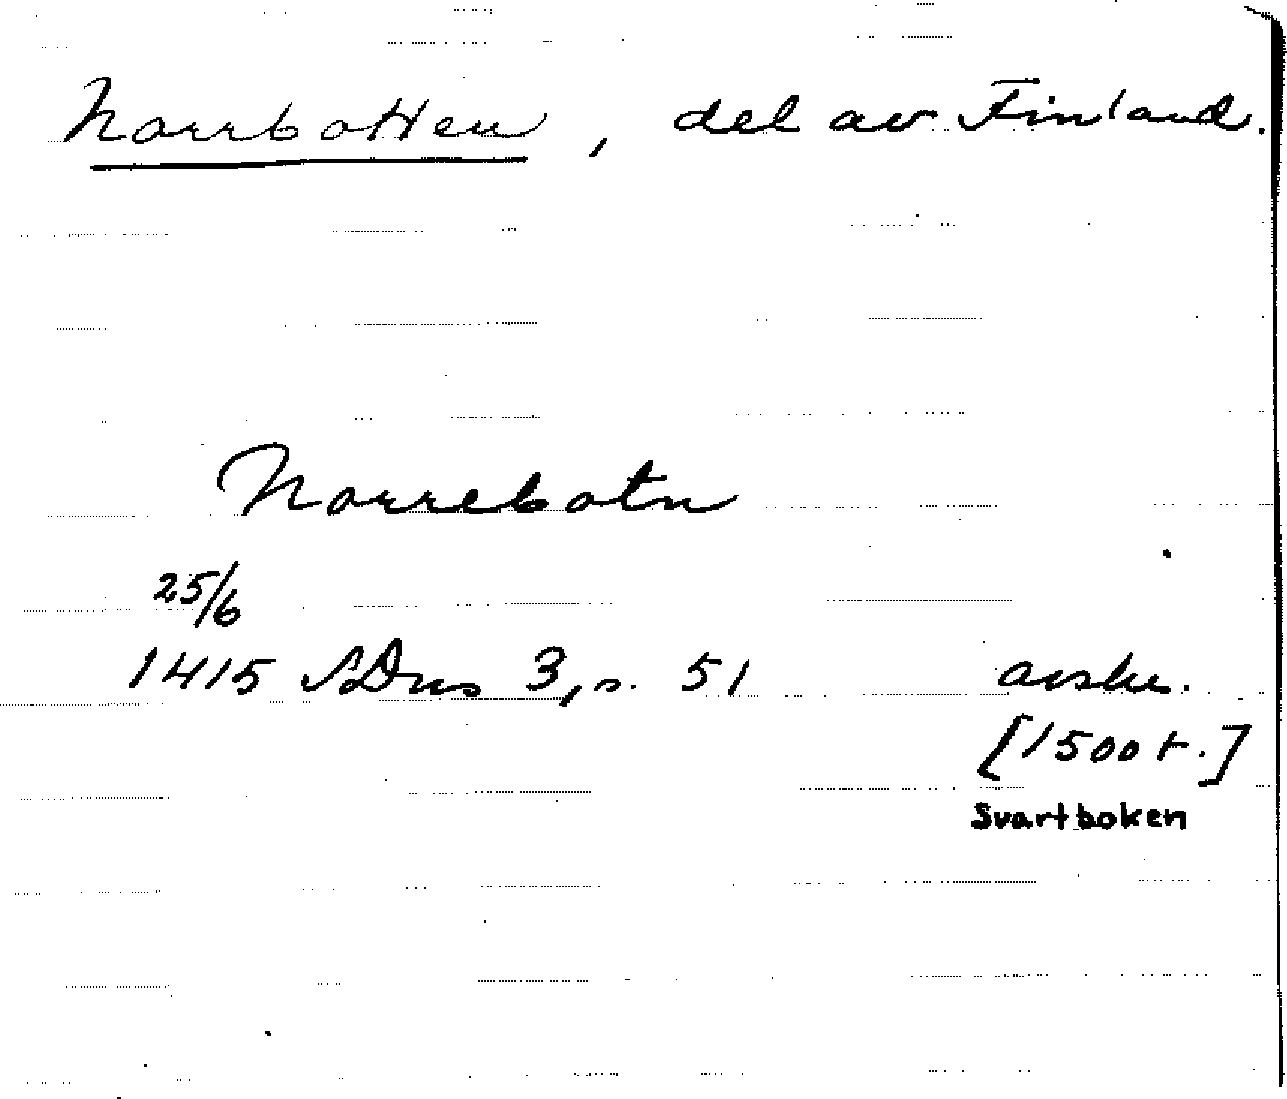 Norrbotten, del av Finland.
Norrebotn
25/6
1415 SDns 3, s. 51 avskr.
[1500 t.]
Svartboken